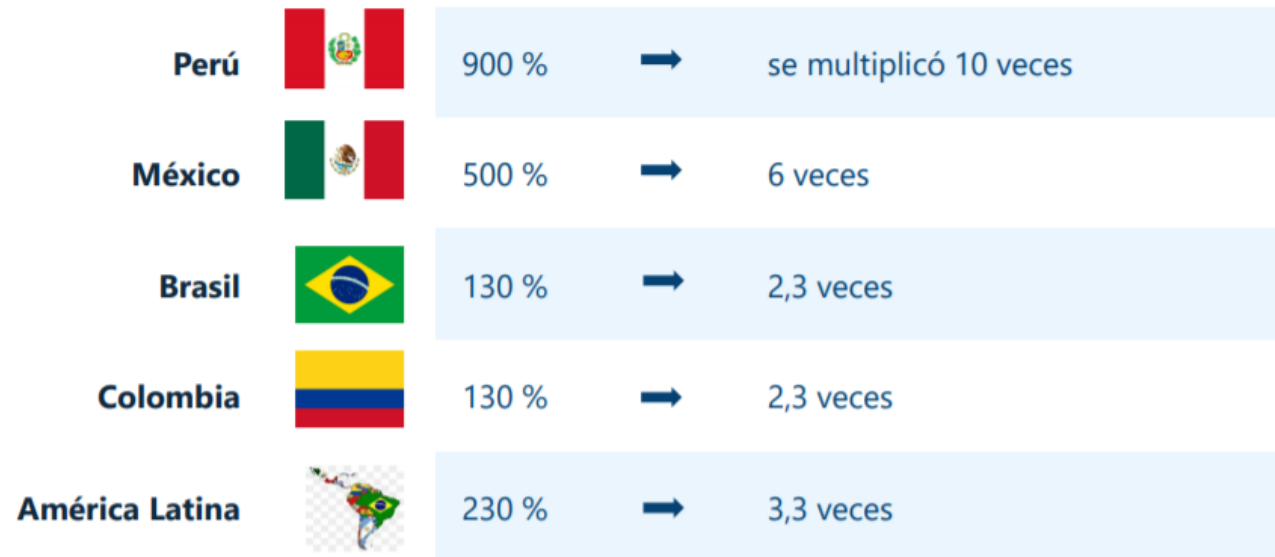 Perú 900 % ➡ se multiplicó 10 veces
México 500 % ➡ 6 veces
Brasil 130 % ➡ 2,3 veces
Colombia 130 % ➡ 2,3 veces
América Latina 230 % ➡ 3,3 veces